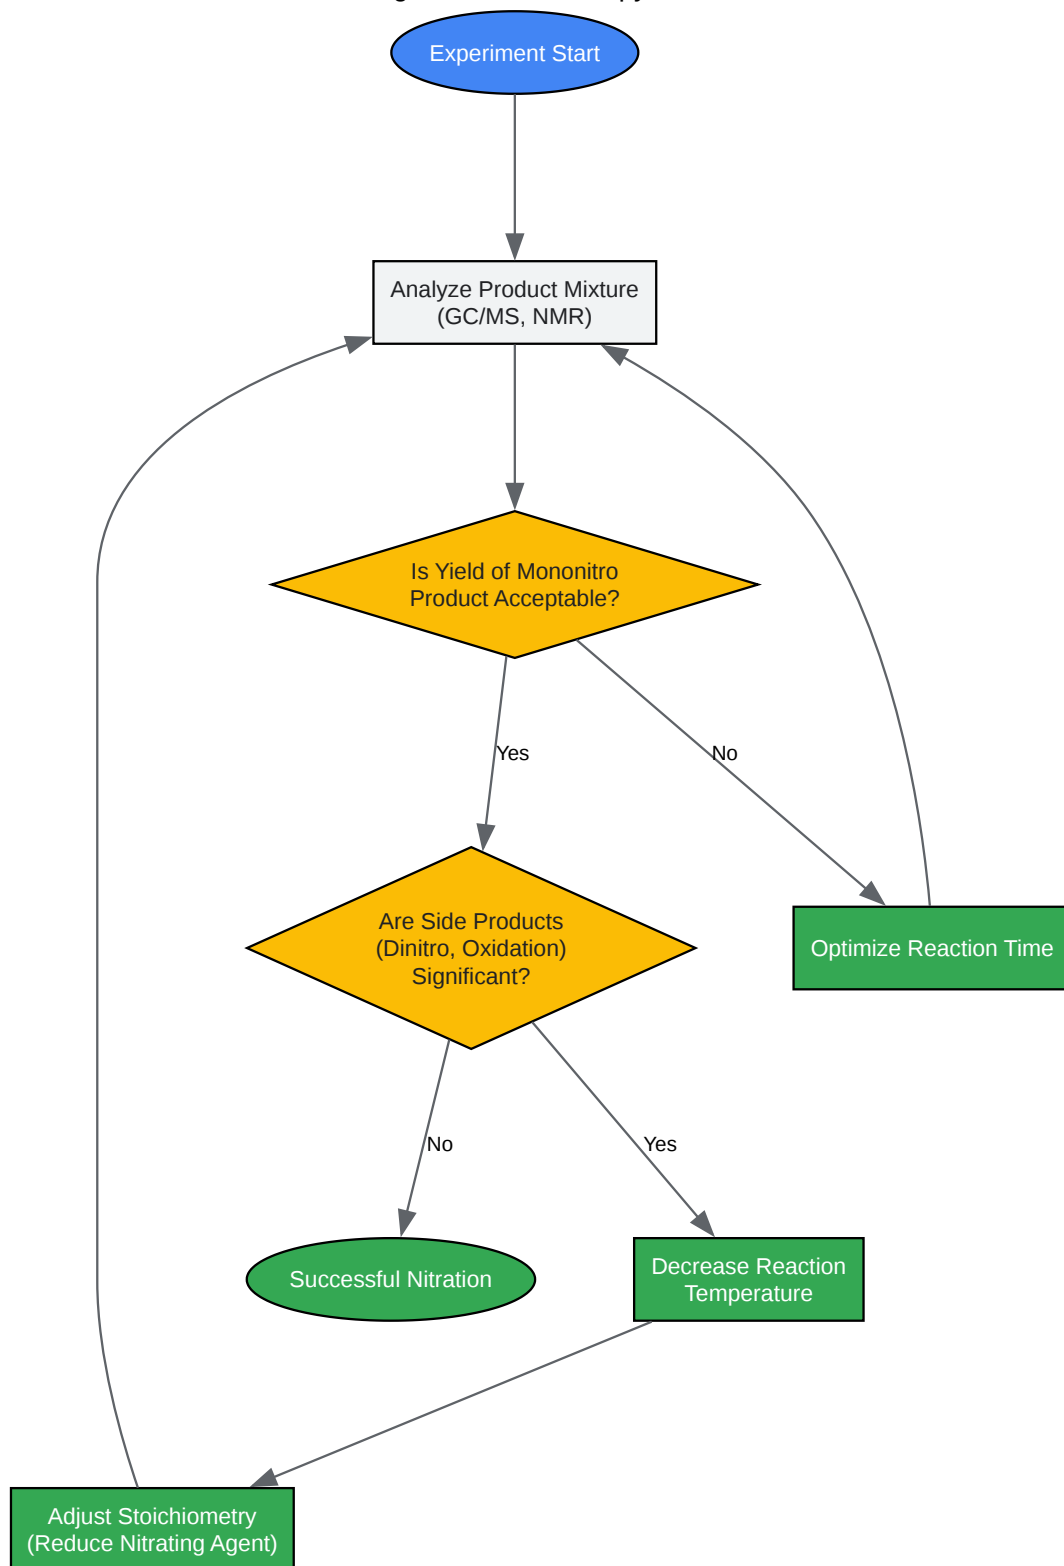 Experiment Start
Analyze Product Mixture
(GC/MS, NMR)
Is Yield of Mononitro
Product Acceptable?
Yes
No
Are Side Products
(Dinitro, Oxidation)
Significant?
Optimize Reaction Time
No
Yes
Successful Nitration
Decrease Reaction
Temperature
Adjust Stoichiometry
(Reduce Nitrating Agent)